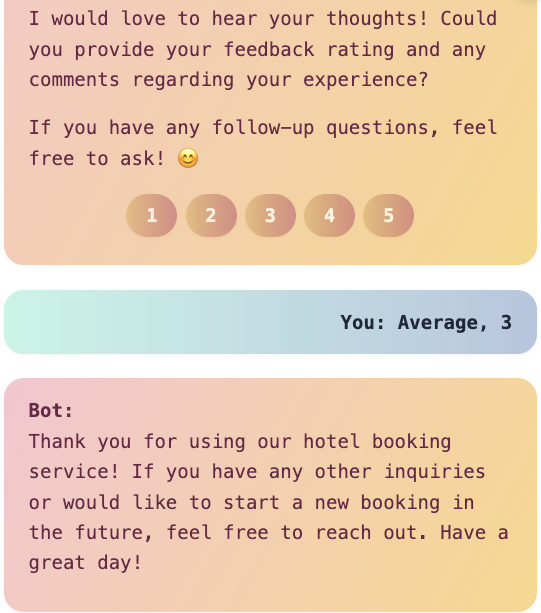 I would love to hear your thoughts! Could
you provide your feedback rating and any
comments regarding your experience?
If you have any follow-up questions, feel
free to ask! 😊
1 2 3 4 5
You: Average, 3
Bot:
Thank you for using our hotel booking
service! If you have any other inquiries
or would like to start a new booking in
the future, feel free to reach out. Have a
great day!